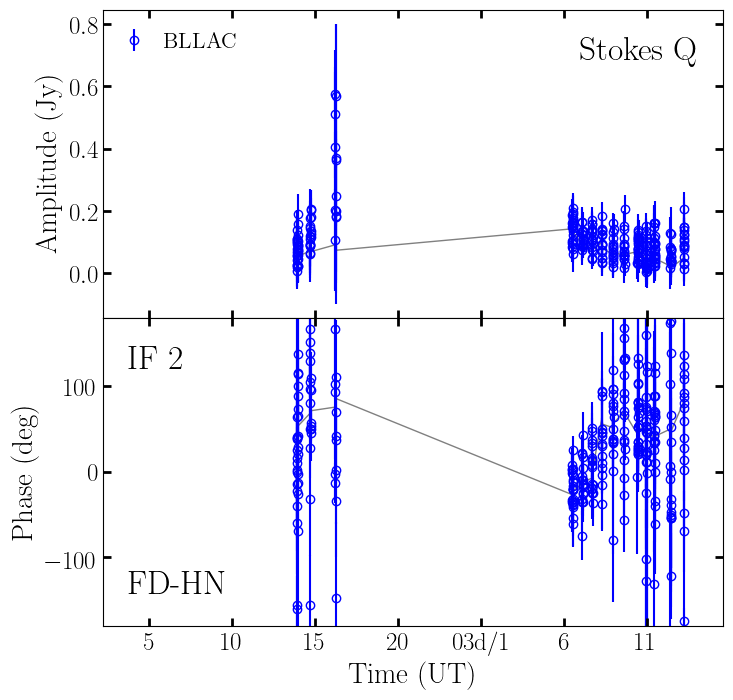 0.8
BLLAC
Stokes Q
0.6
0.4
0.2
0.0
Amplitude (Jy)
IF 2
100
0
−100
Phase (deg)
FD-HN
5 10 15 20 03d/1 6 11
Time (UT)